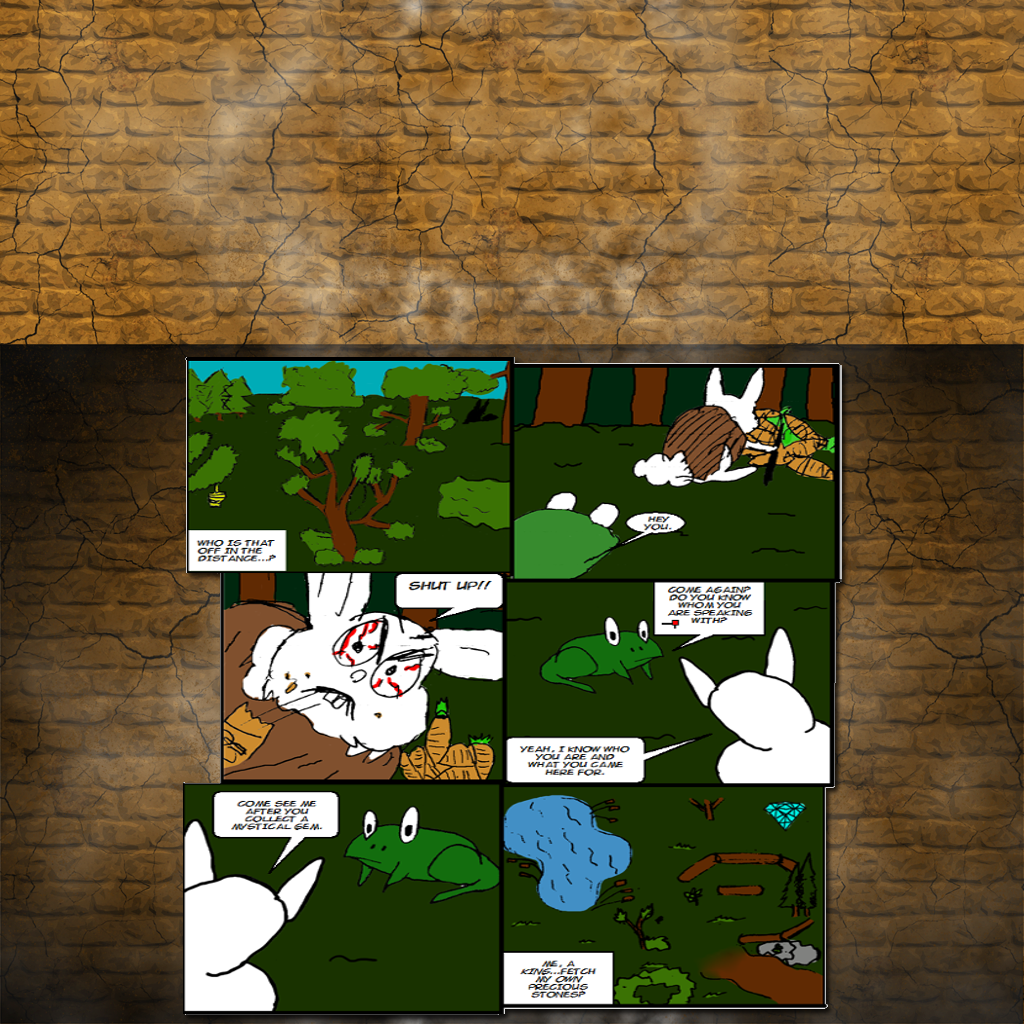 WHO IS THAT
OFF IN THE
DISTANCE...?
HEY
YOU.
SHUT UP!!
COME AGAIN?
DO YOU KNOW
WHOM YOU
ARE SPEAKING
WITH?
YEAH, I KNOW WHO
YOU ARE AND
WHAT YOU CAME
HERE FOR.
COME SEE ME
AFTER YOU
COLLECT A
MYSTICAL GEM.
ME, A
KING...FETCH
MY OWN
PRECIOUS
STONES?